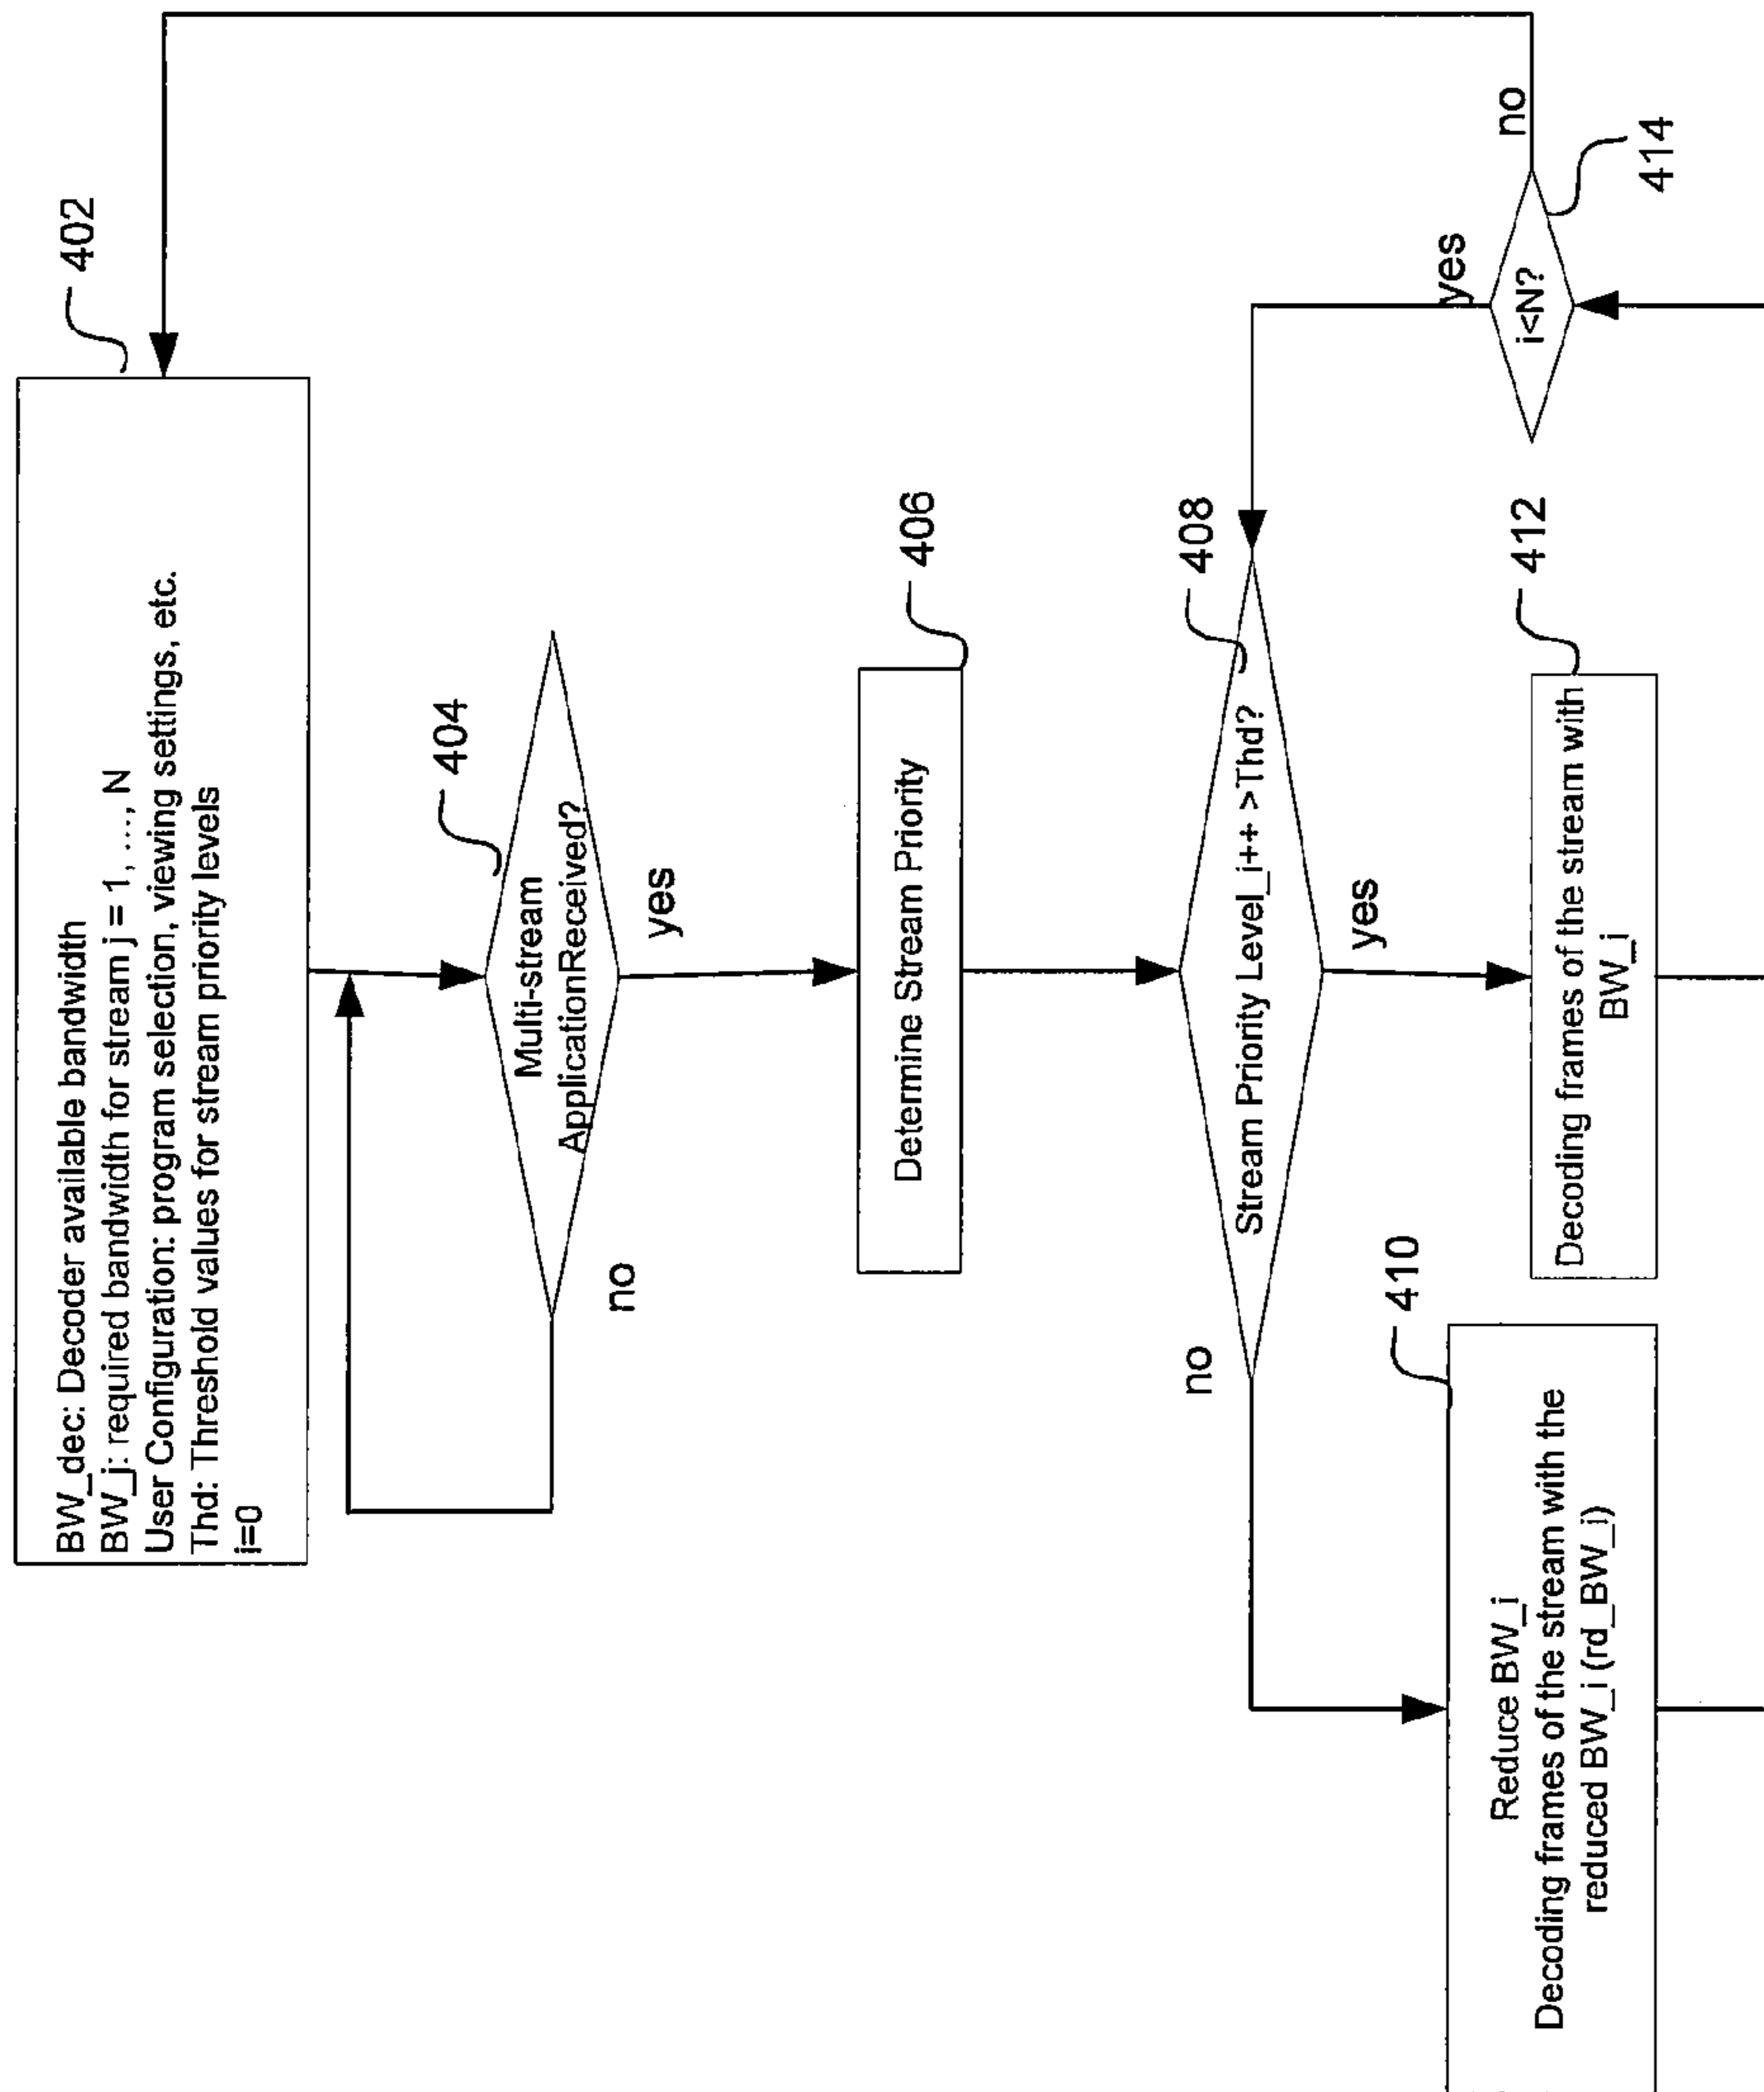 402
BW_dec: Decoder available bandwidth
BW_j: required bandwidth for stream j = 1, ..., N
User Configuration: program selection, viewing settings, etc.
Thd: Threshold values for stream priority levels
i=0
404
Multi-stream
ApplicationReceived?
no
yes
406
Determine Stream Priority
408
Stream Priority Level_i++ >Thd?
no
yes
410
Reduce BW_i
Decoding frames of the stream with the
reduced BW_i (rd_BW_i)
412
Decoding frames of the stream with
BW_i
yes
i<N?
no
414